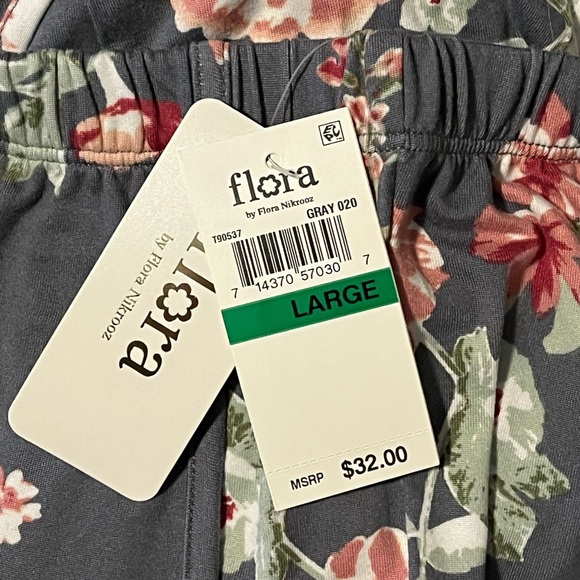 flora
by Flora Nikrooz
T90537
GRAY 020
7 14370 57030 7
LARGE
MSRP $32.00
flora
by Flora Nikrooz